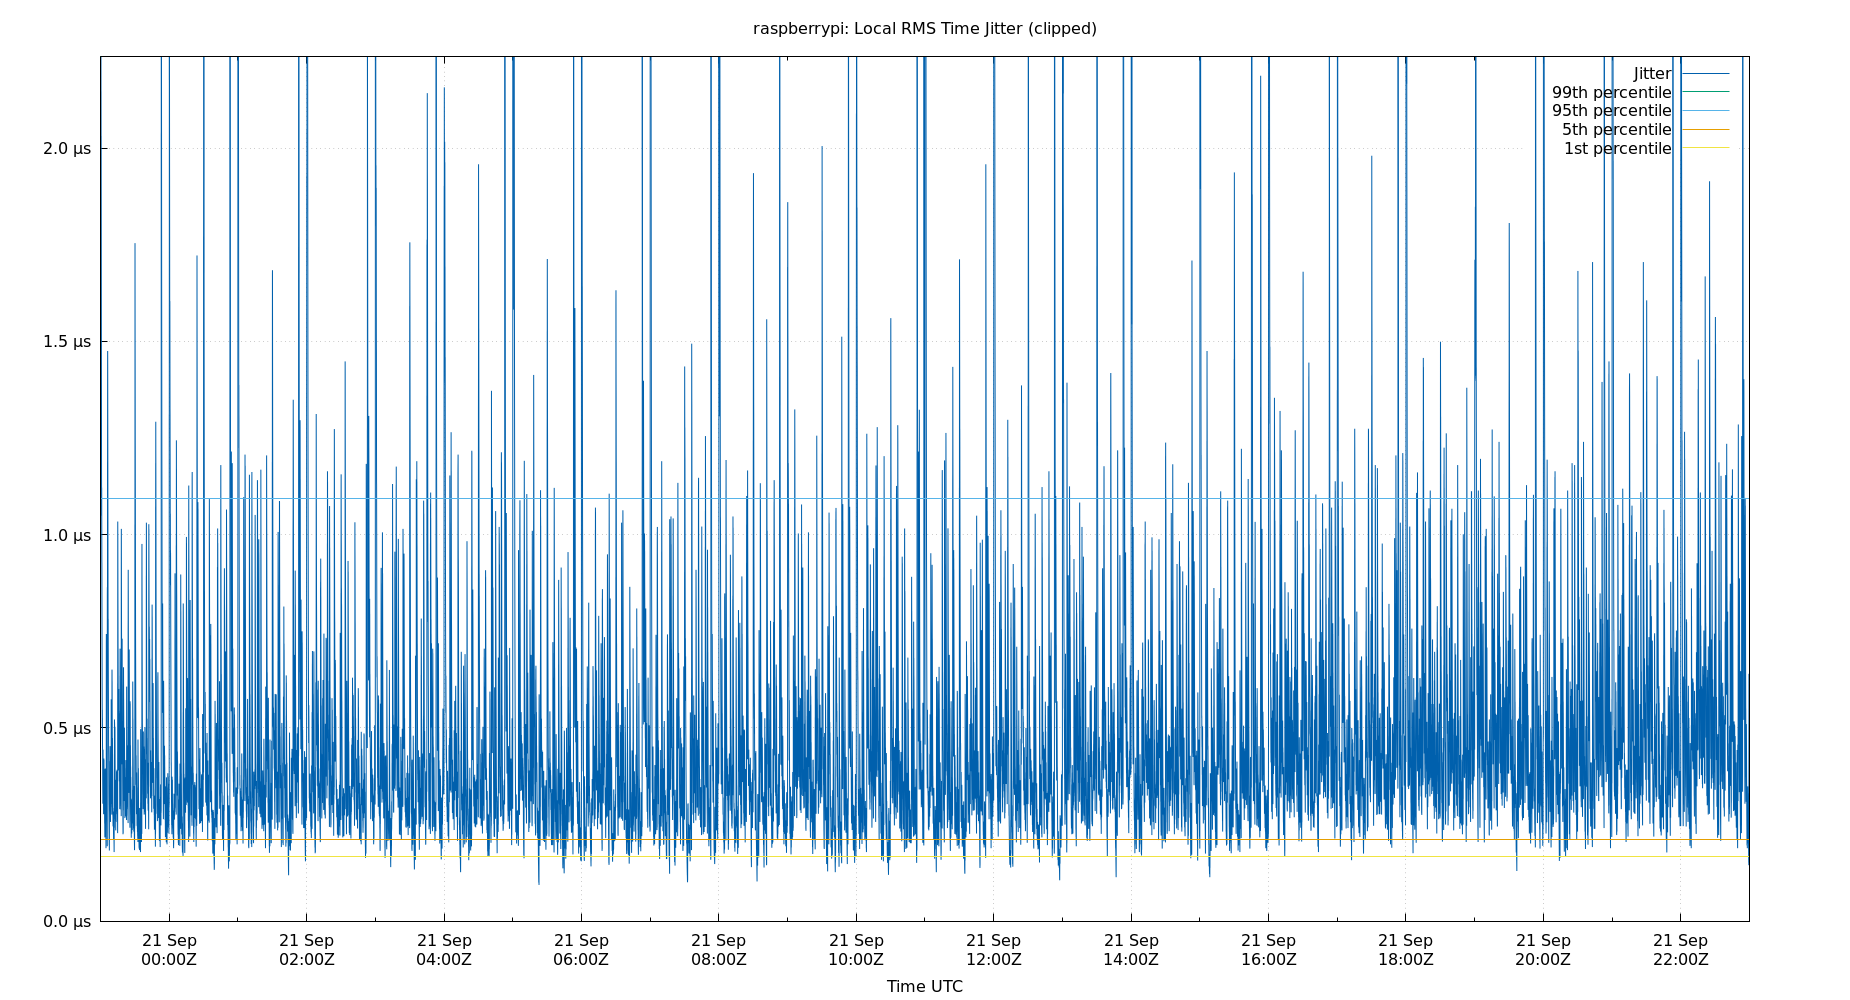 raspberrypi: Local RMS Time Jitter (clipped)
Jitter
99th percentile
95th percentile
5th percentile
1st percentile
2.0 μs
1.5 μs
1.0 μs
0.5 μs
0.0 μs
21 Sep 21 Sep 21 Sep 21 Sep 21 Sep 21 Sep 21 Sep 21 Sep 21 Sep 21 Sep 21 Sep 21 Sep
00:00Z 02:00Z 04:00Z 06:00Z 08:00Z 10:00Z 12:00Z 14:00Z 16:00Z 18:00Z 20:00Z 22:00Z
Time UTC